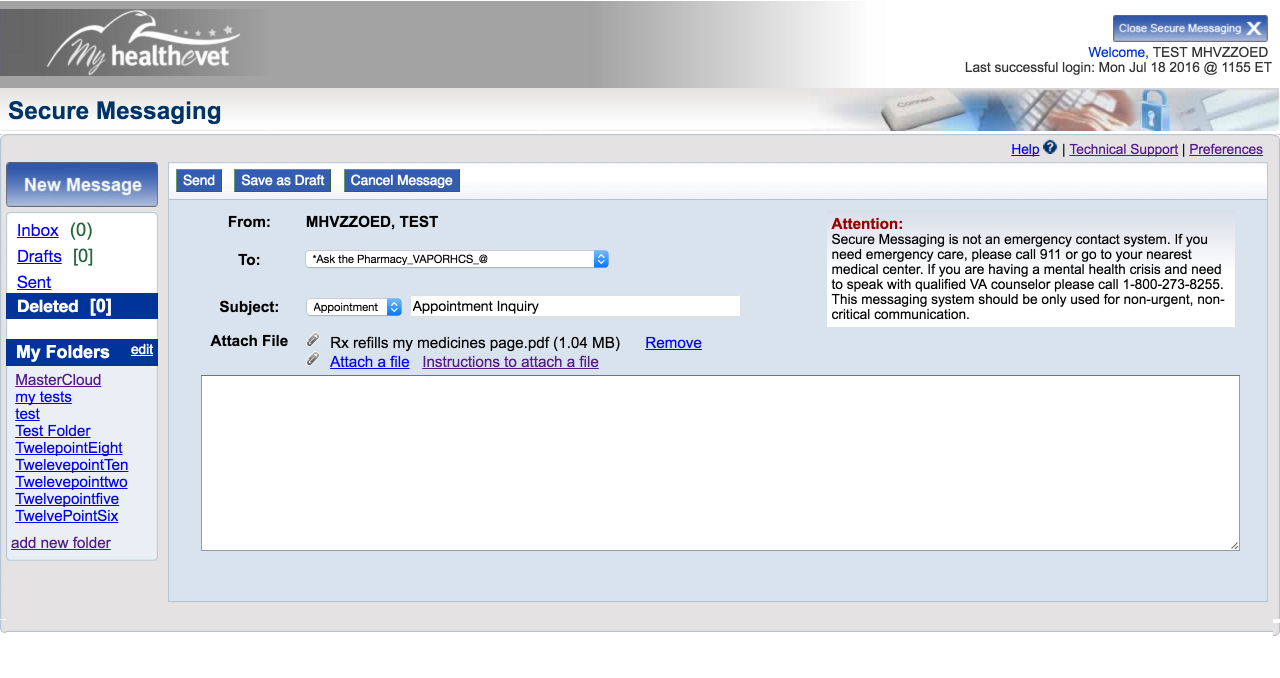 My healthevet
Close Secure Messaging X
Welcome, TEST MHVZZOED
Last successful login: Mon Jul 18 2016 @ 1155 ET
Secure Messaging
Connect
Help ? | Technical Support | Preferences
New Message
Send Save as Draft Cancel Message
Inbox (0)
Drafts [0]
Sent
Deleted [0]
My Folders edit
MasterCloud
my tests
test
Test Folder
TwelepointEight
TwelevepointTen
Twelevepointtwo
Twelvepointfive
TwelvePointSix
add new folder
From: MHVZZOED, TEST
To: *Ask the Pharmacy_VAPORHCS_@
Subject: Appointment Appointment Inquiry
Attach File Rx refills my medicines page.pdf (1.04 MB) Remove
Attach a file Instructions to attach a file
Attention:
Secure Messaging is not an emergency contact system. If you
need emergency care, please call 911 or go to your nearest
medical center. If you are having a mental health crisis and need
to speak with qualified VA counselor please call 1-800-273-8255.
This messaging system should be only used for non-urgent, non-
critical communication.